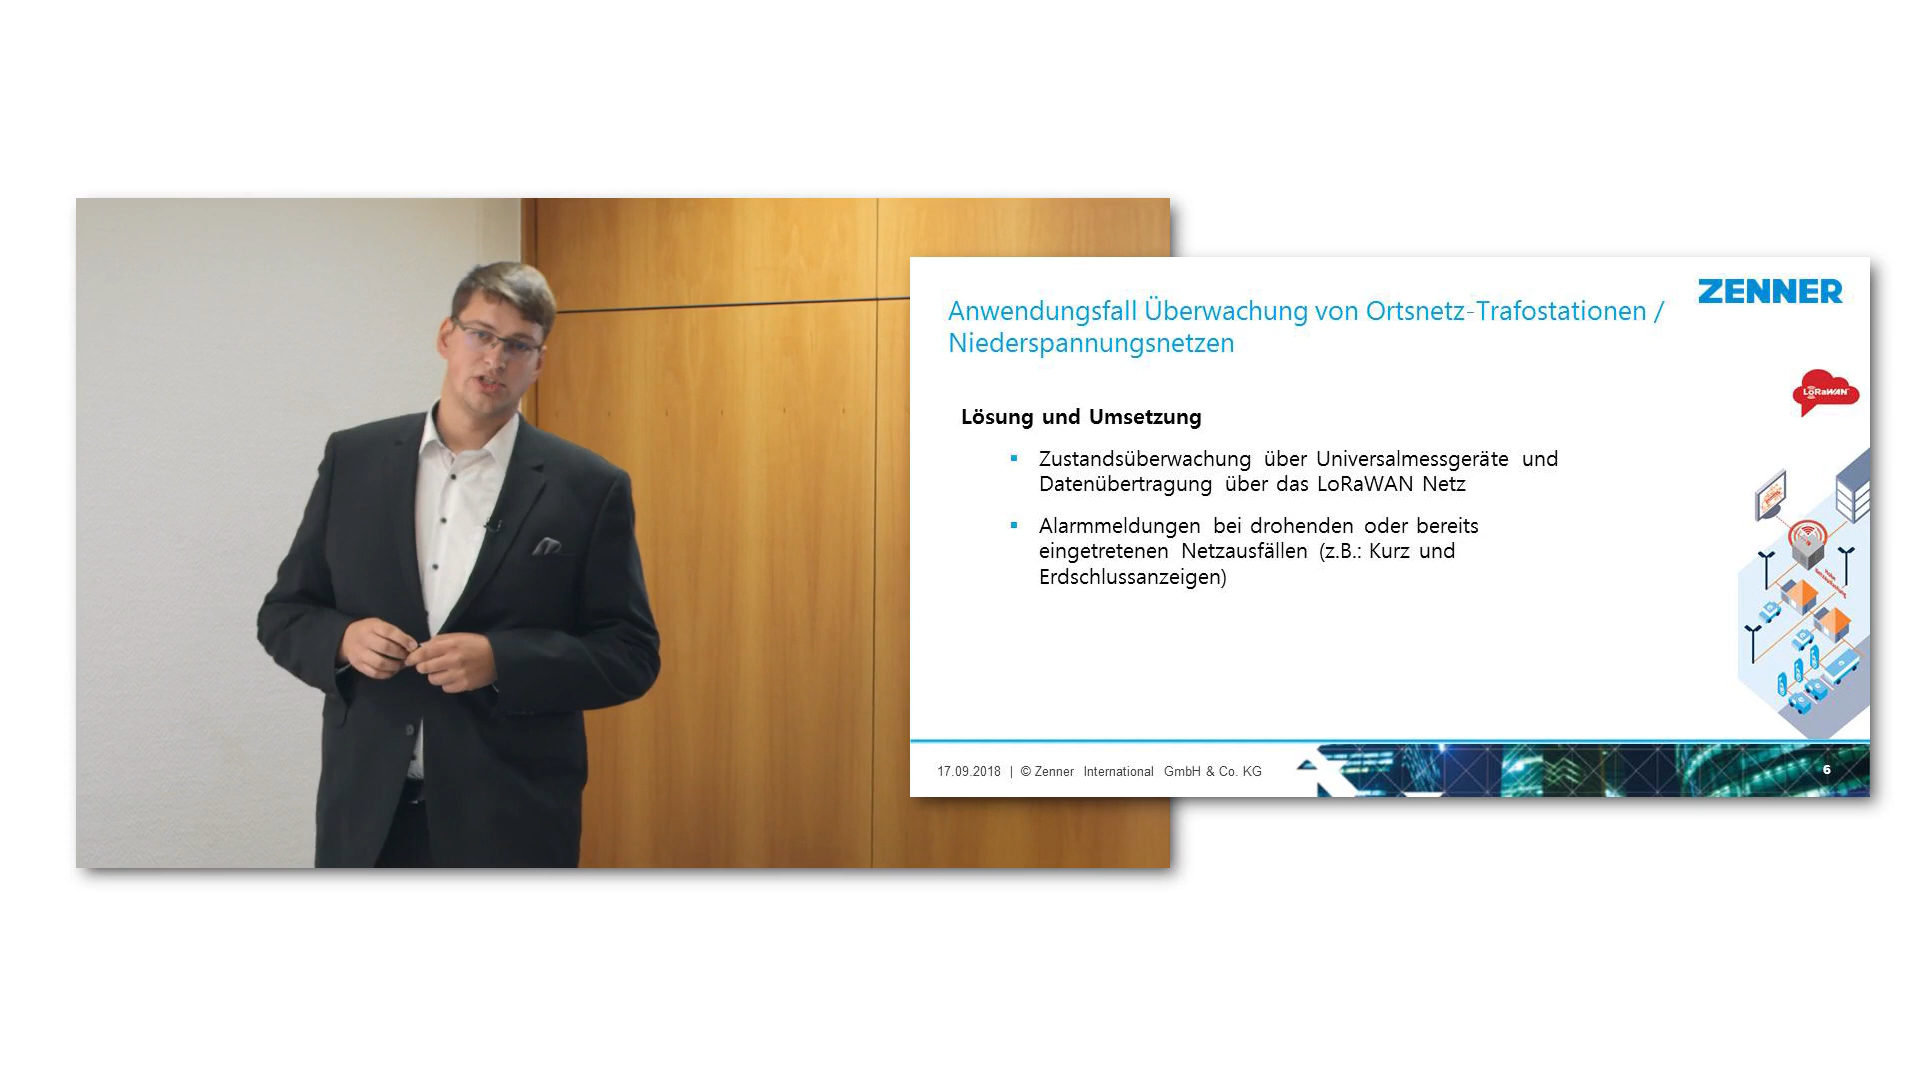 ZENNER
Anwendungsfall Überwachung von Ortsnetz-Trafostationen /
Niederspannungsnetzen
LoRaWAN
Lösung und Umsetzung
Zustandsüberwachung über Universalmessgeräte und
Datenübertragung über das LoRaWAN Netz
Alarmmeldungen bei drohenden oder bereits
eingetretenen Netzausfällen (z.B.: Kurz und
Erdschlussanzeigen)
17.09.2018 | © Zenner International GmbH & Co. KG
6